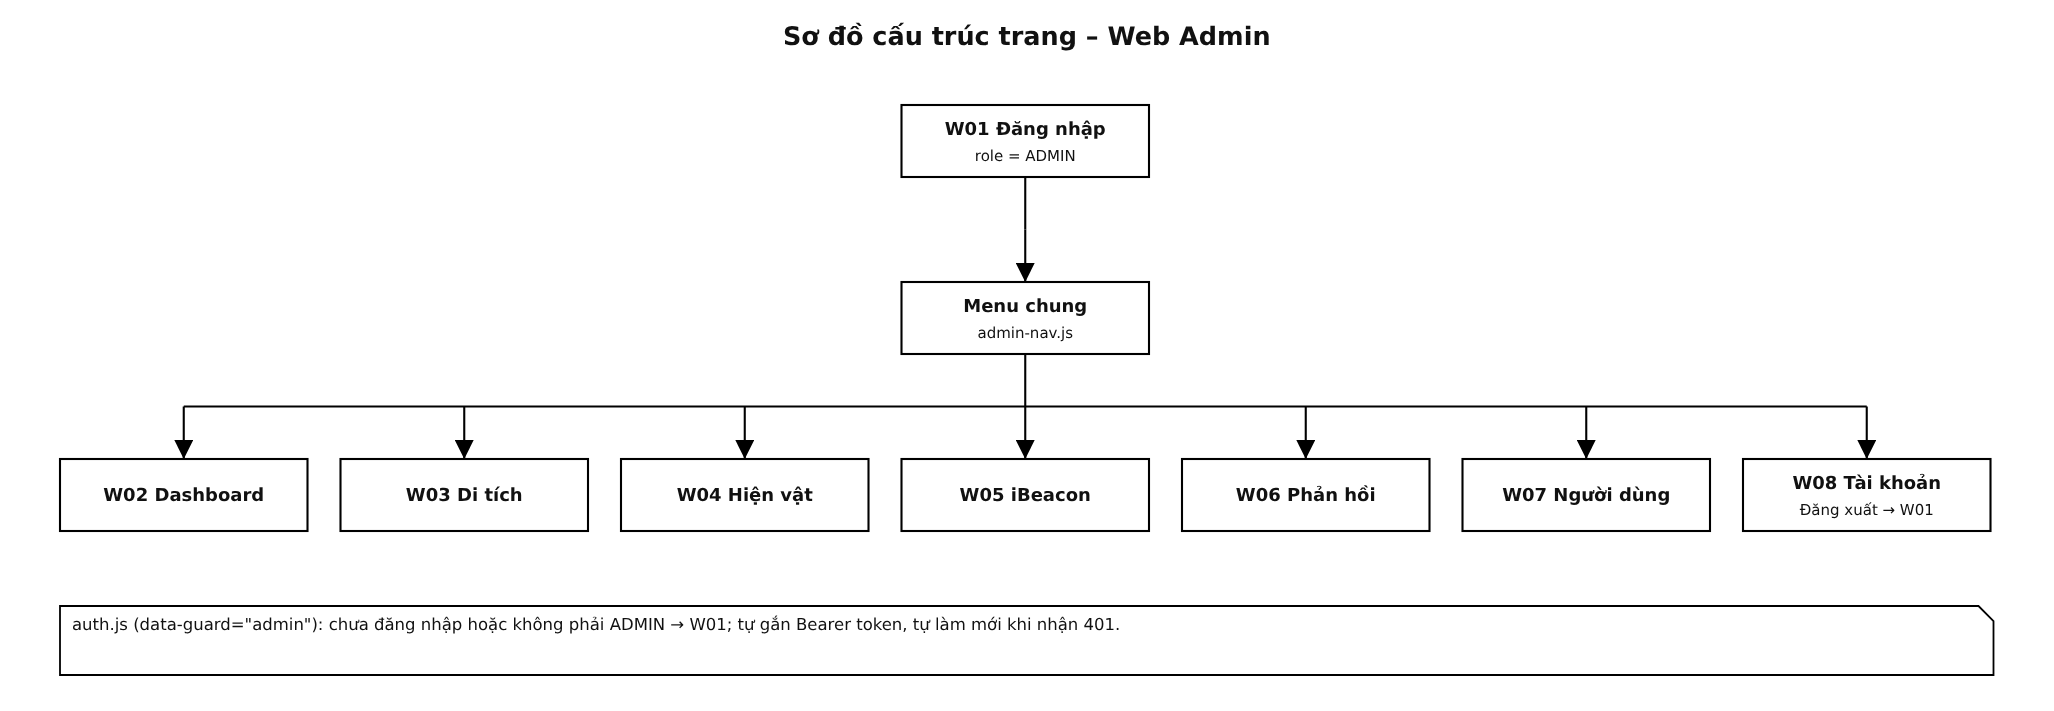 Sơ đồ cấu trúc trang – Web Admin
W01 Đăng nhập
role = ADMIN
Menu chung
admin-nav.js
W02 Dashboard
W03 Di tích
W04 Hiện vật
W05 iBeacon
W06 Phản hồi
W07 Người dùng
W08 Tài khoản
Đăng xuất → W01
auth.js (data-guard="admin"): chưa đăng nhập hoặc không phải ADMIN → W01; tự gắn Bearer token, tự làm mới khi nhận 401.